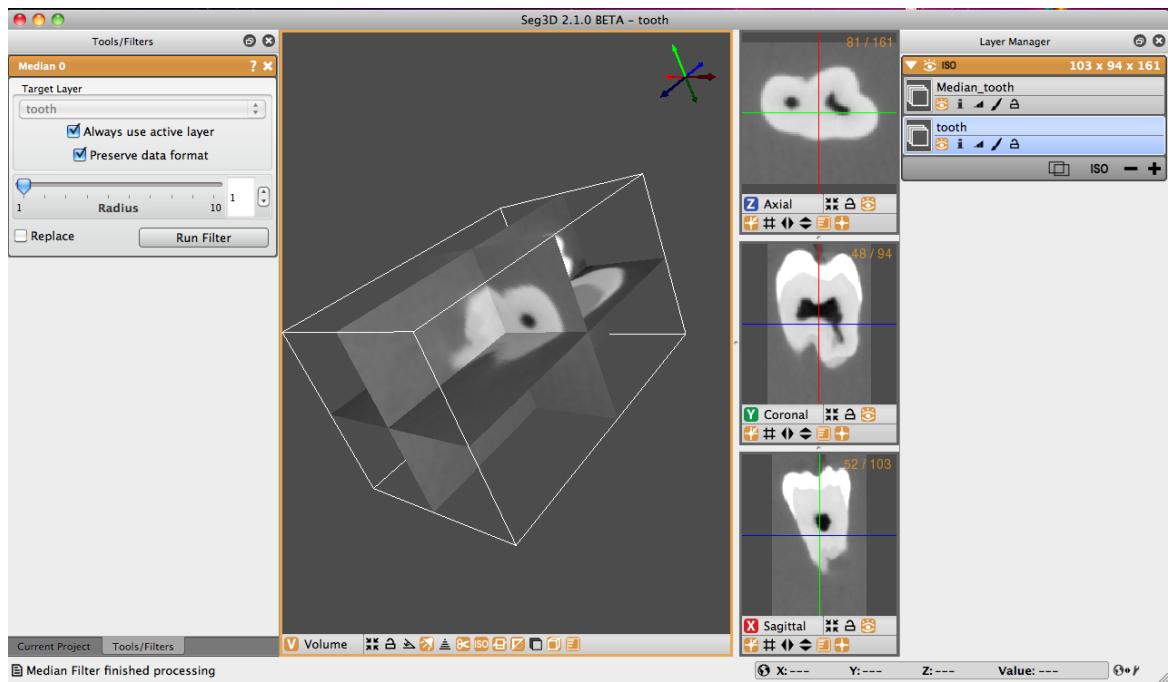 Seg3D 2.1.0 BETA - tooth
Tools/Filters
Median 0
?
Target Layer
tooth
Always use active layer
Preserve data format
1
Radius
10
1
Replace
Run Filter
Current Project
Tools/Filters
Median Filter finished processing
V Volume
ISO
81 / 161
Z Axial
48 / 94
Y Coronal
52 / 103
X Sagittal
Layer Manager
ISO 103 x 94 x 161
Median_tooth
tooth
ISO
X: --- Y: --- Z: --- Value: ---